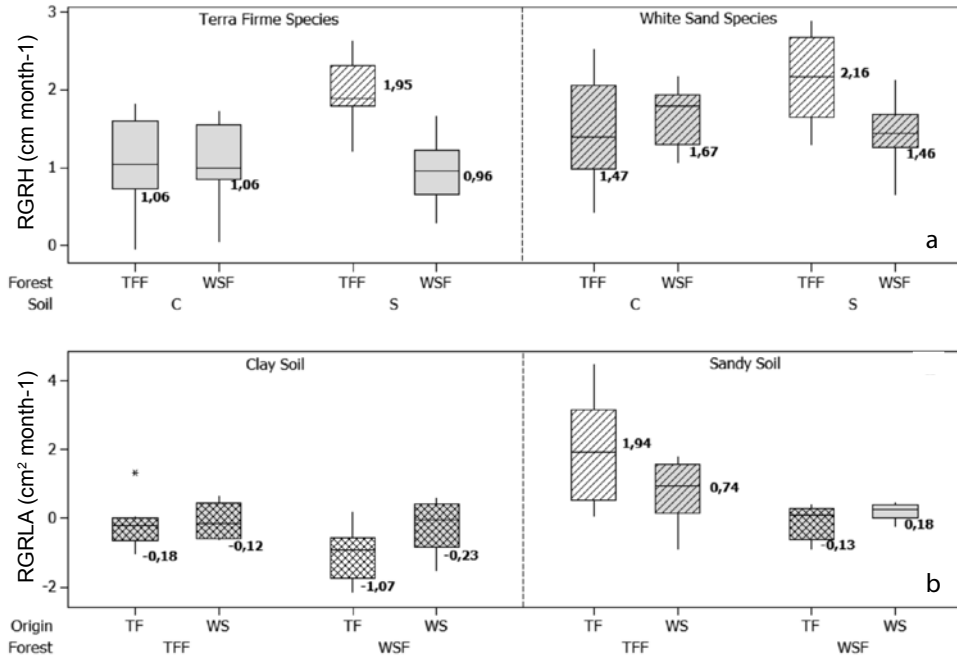 Terra Firme Species White Sand Species
RGRH (cm month-1)
3
2
1
0
1,06 1,06 1,95 0,96 1,47 1,67 2,16 1,46
a
Forest TFF WSF TFF WSF TFF WSF TFF WSF
Soil C S C S
Clay Soil Sandy Soil
RGRLA (cm² month-1)
4
2
0
-2
*
-0,18 -0,12 -1,07 -0,23 1,94 0,74 -0,13 0,18
b
Origin TF WS TF WS TF WS TF WS
Forest TFF WSF TFF WSF